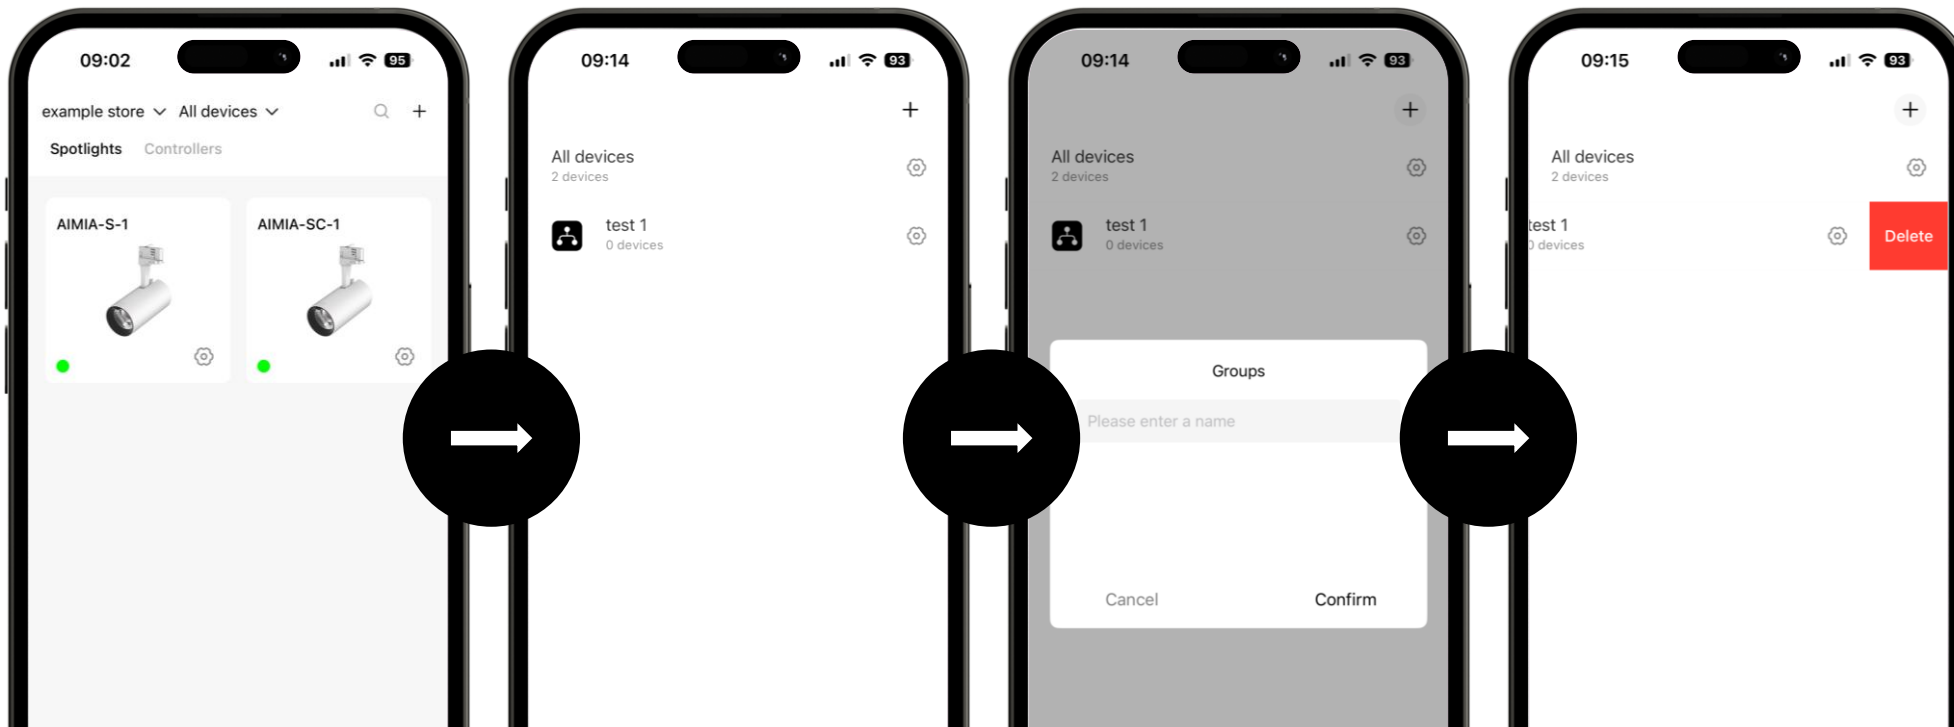 09:02
95
example store All devices
Spotlights Controllers
AIMIA-S-1
AIMIA-SC-1
09:14
93
+
All devices
2 devices
test 1
0 devices
09:14
93
+
All devices
2 devices
test 1
0 devices
Groups
Please enter a name
Cancel Confirm
09:15
93
+
All devices
2 devices
test 1
0 devices
Delete